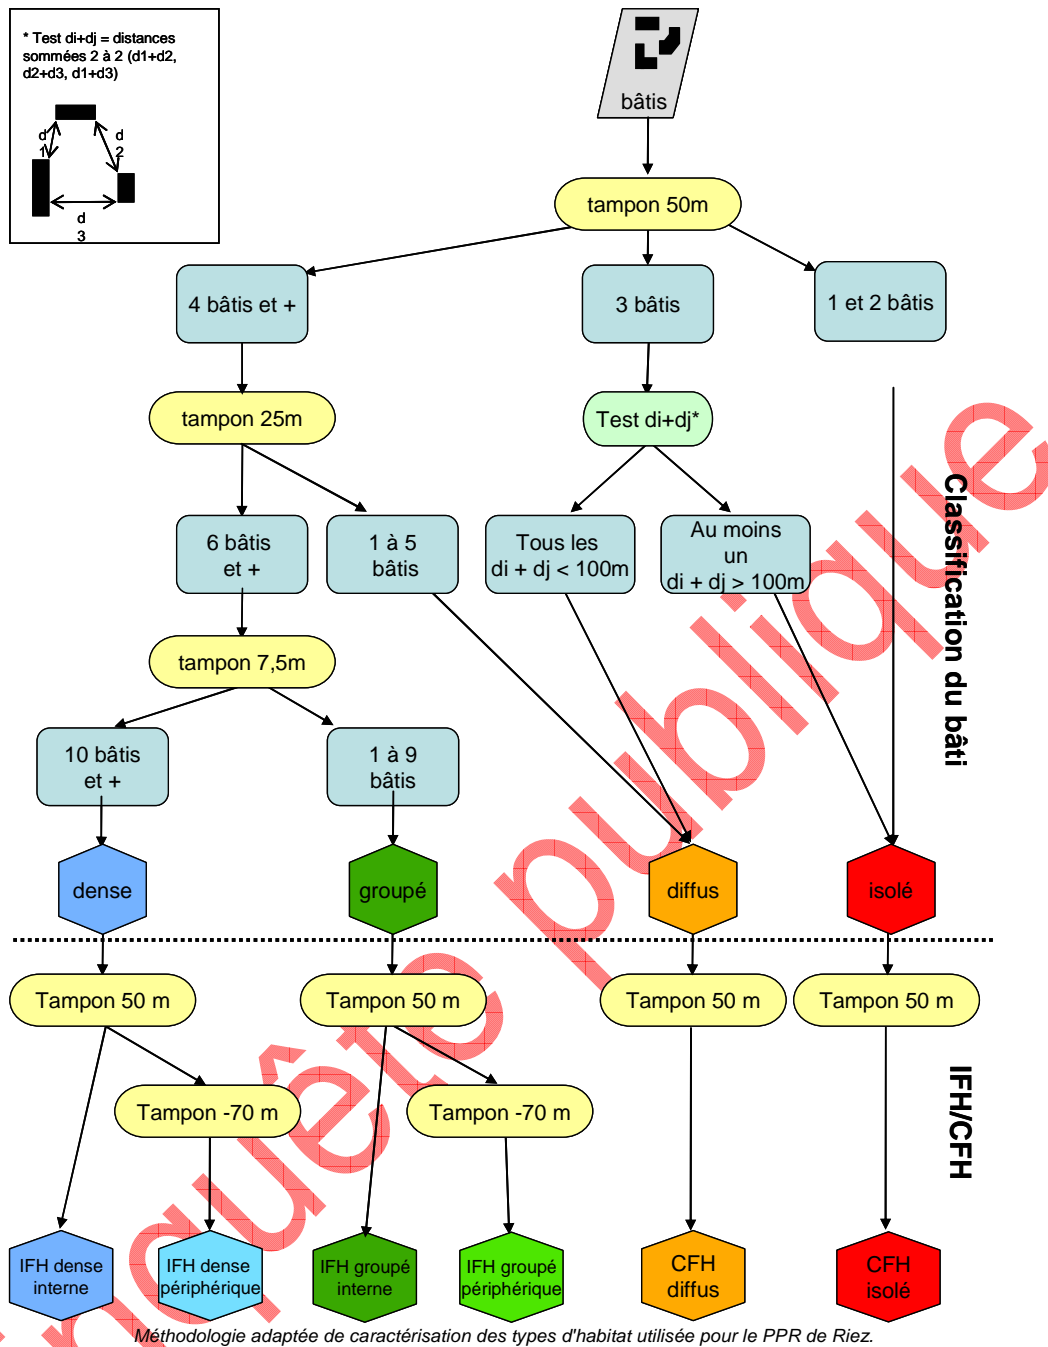 * Test di+dj = distances
sommées 2 à 2 (d1+d2,
d2+d3, d1+d3)
d
1
d
2
d
3
bâtis
tampon 50m
4 bâtis et +
3 bâtis
1 et 2 bâtis
tampon 25m
Test di+dj*
6 bâtis
et +
1 à 5
bâtis
Tous les
di + dj < 100m
Au moins
un
di + dj > 100m
tampon 7,5m
10 bâtis
et +
1 à 9
bâtis
Classification du bâti
dense
groupé
diffus
isolé
Tampon 50 m
Tampon 50 m
Tampon 50 m
Tampon 50 m
Tampon -70 m
Tampon -70 m
IFH/CFH
IFH dense
interne
IFH dense
périphérique
IFH groupé
interne
IFH groupé
périphérique
CFH
diffus
CFH
isolé
Méthodologie adaptée de caractérisation des types d'habitat utilisée pour le PPR de Riez.
nquête publique